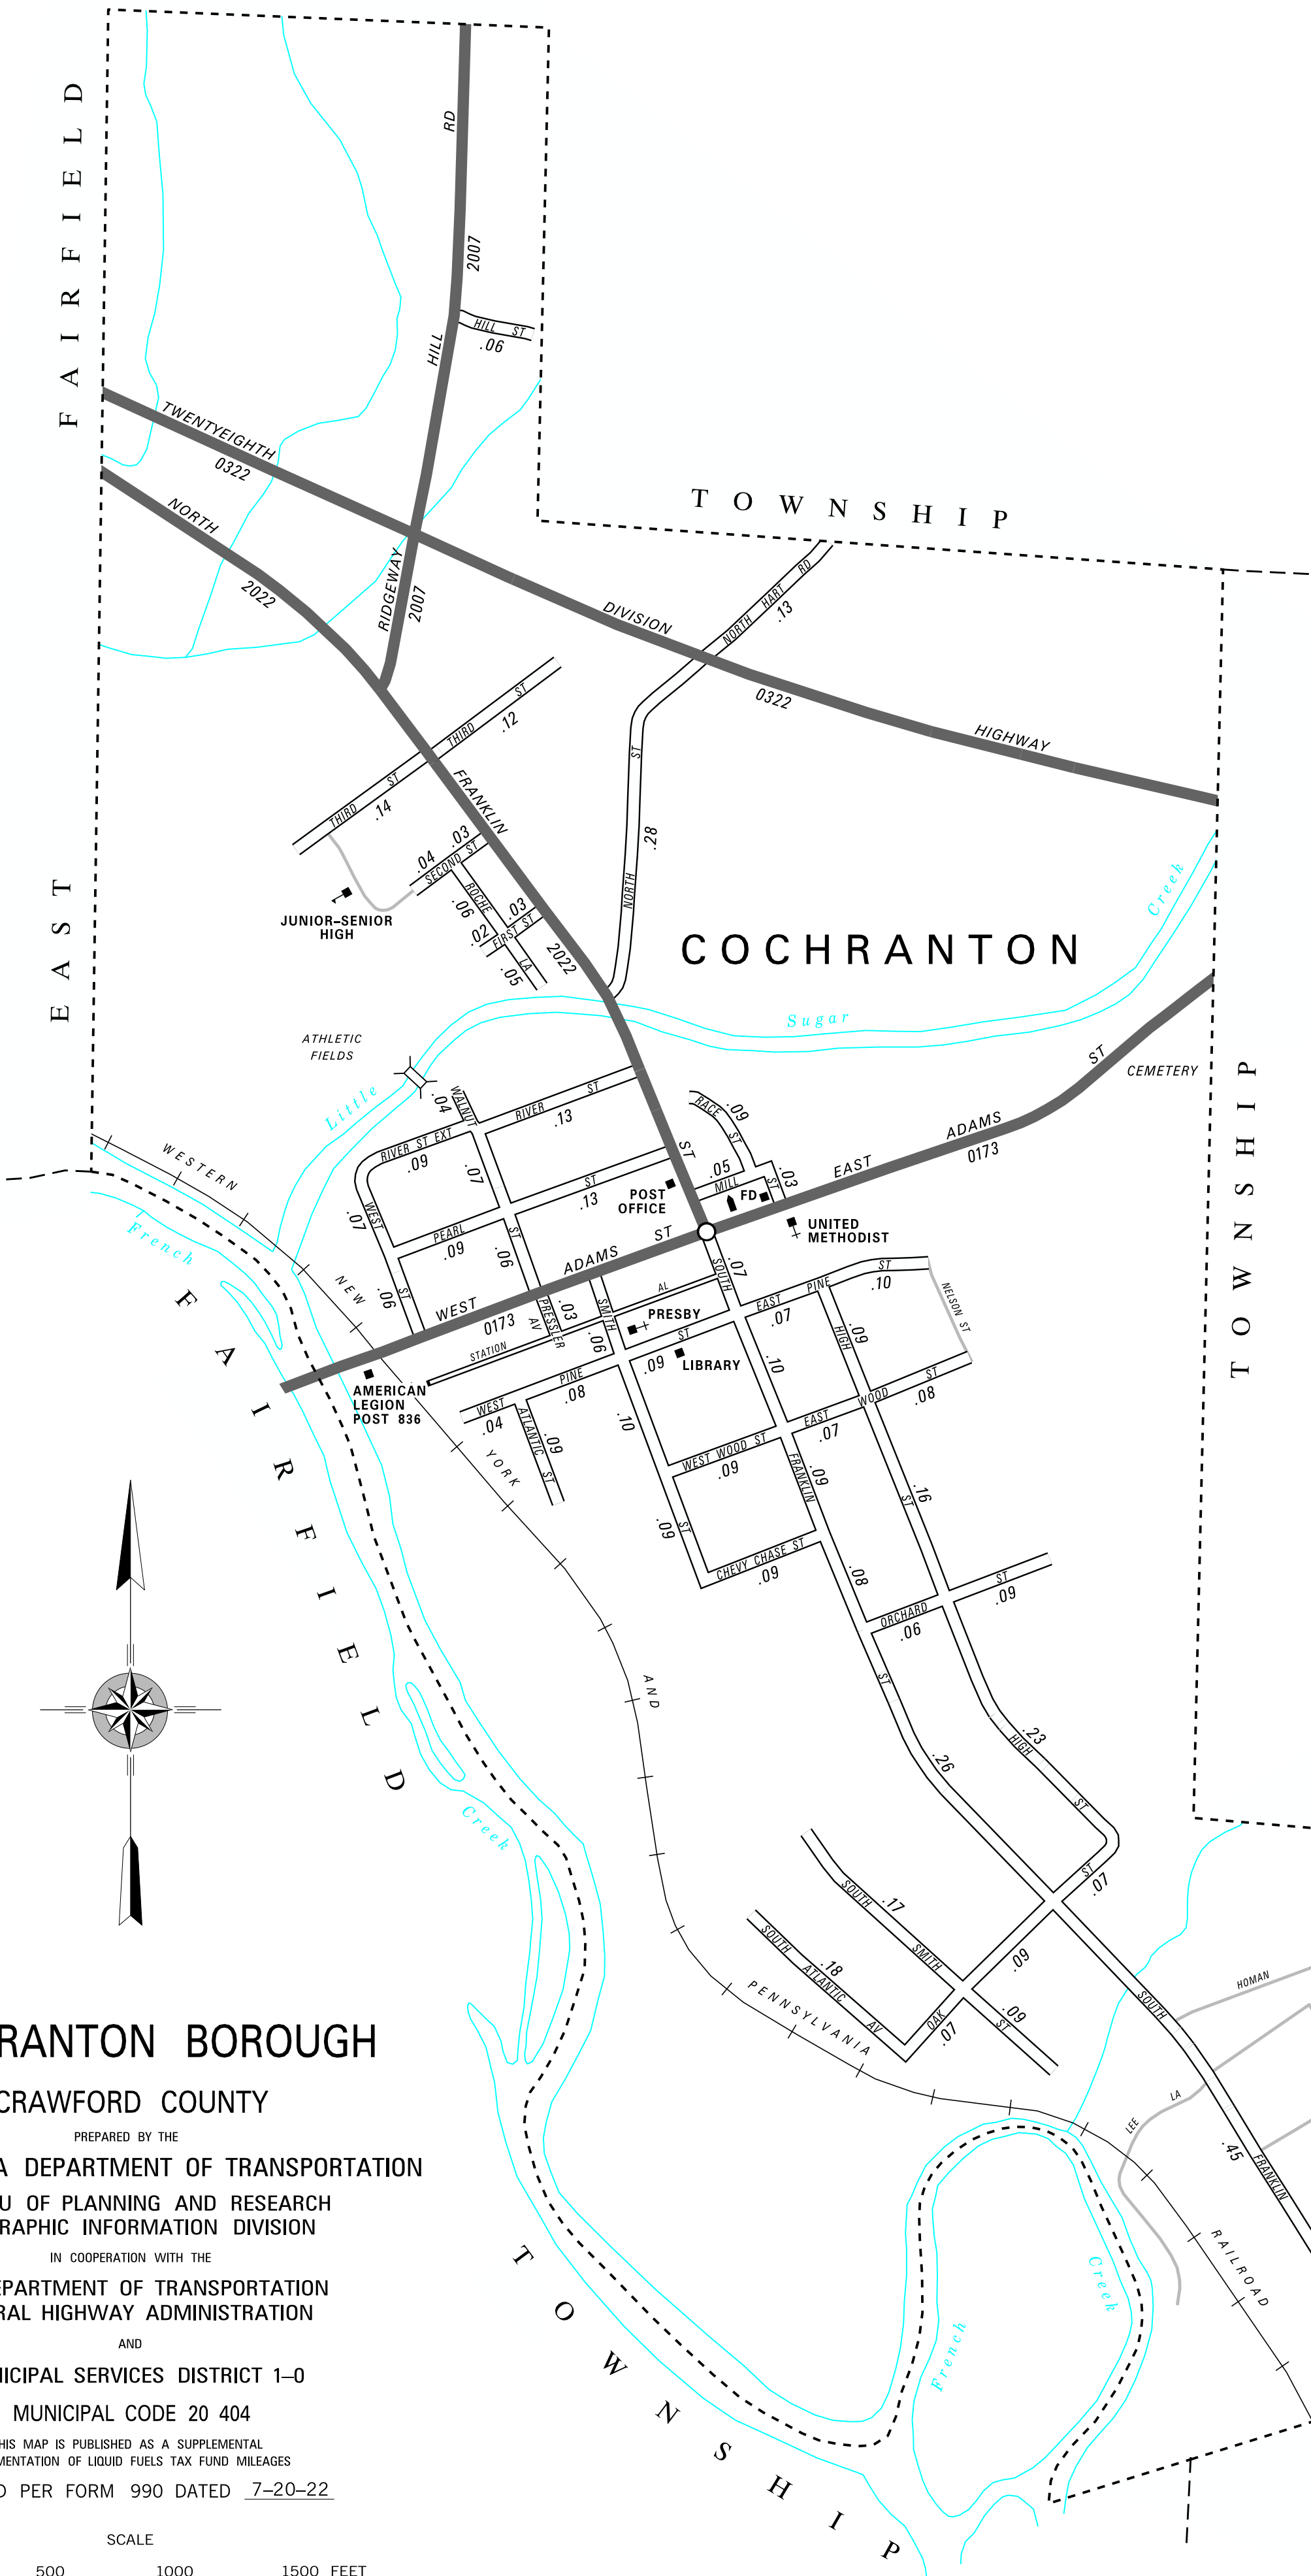 FAIRFIELD
RD
2007
HILL
HILL ST
.06
TWENTYEIGHTH
0322
NORTH
2022
TOWNSHIP
RIDGEWAY
2007
DIVISION
NORTH HART RD
.13
0322
HIGHWAY
THIRD ST
.12
THIRD ST
.14
FRANKLIN
ST
.28
NORTH
.03
.04
SECOND ST
ROCHE
.06
.03
.02
FIRST ST
LA
.05
2022
JUNIOR–SENIOR
HIGH
EAST
COCHRANTON
Creek
Sugar
ST
CEMETERY
ATHLETIC
FIELDS
Little
.04
WALNUT
RIVER ST
.13
RACE ST
.09
ADAMS
0173
TOWNSHIP
WESTERN
RIVER ST EXT
.09
.07
ST
.05
MILL ST
.03
EAST
FD
POST
OFFICE
ST
.13
UNITED
METHODIST
French
WEST
.07
PEARL
.09
ST
.06
ADAMS ST
SOUTH
.07
NEW
ST
.06
WEST
0173
PRESSLER
AV
.03
SMITH
.06
AL
STATION
PRESBY
ST
EAST PINE ST
.07
.10
NELSON ST
HIGH
.09
LIBRARY
.09
.10
AMERICAN
LEGION
POST 836
WEST PINE
.04
.08
ATLANTIC ST
.09
.10
EAST WOOD ST
.07
.08
WEST WOOD ST
.09
FRANKLIN
.09
ST
.16
YORK
ST
.09
CHEVY CHASE ST
.09
.08
ORCHARD ST
.06
.09
FAIRFIELD
AND
ST
.26
.23
HIGH
ST
Creek
ST
.07
SOUTH SMITH ST
.17
.09
SOUTH ATLANTIC AV
.18
OAK
.07
.09
PENNSYLVANIA
SOUTH
HOMAN
LEE LA
.45
FRANKLIN
RAILROAD
Creek
French
TOWNSHIP
RANTON BOROUGH
CRAWFORD COUNTY
PREPARED BY THE
A DEPARTMENT OF TRANSPORTATION
U OF PLANNING AND RESEARCH
RAPHIC INFORMATION DIVISION
IN COOPERATION WITH THE
EPARTMENT OF TRANSPORTATION
RAL HIGHWAY ADMINISTRATION
AND
NICIPAL SERVICES DISTRICT 1–0
MUNICIPAL CODE 20 404
HIS MAP IS PUBLISHED AS A SUPPLEMENTAL
MENTATION OF LIQUID FUELS TAX FUND MILEAGES
D PER FORM 990 DATED 7–20–22
SCALE
500 1000 1500 FEET